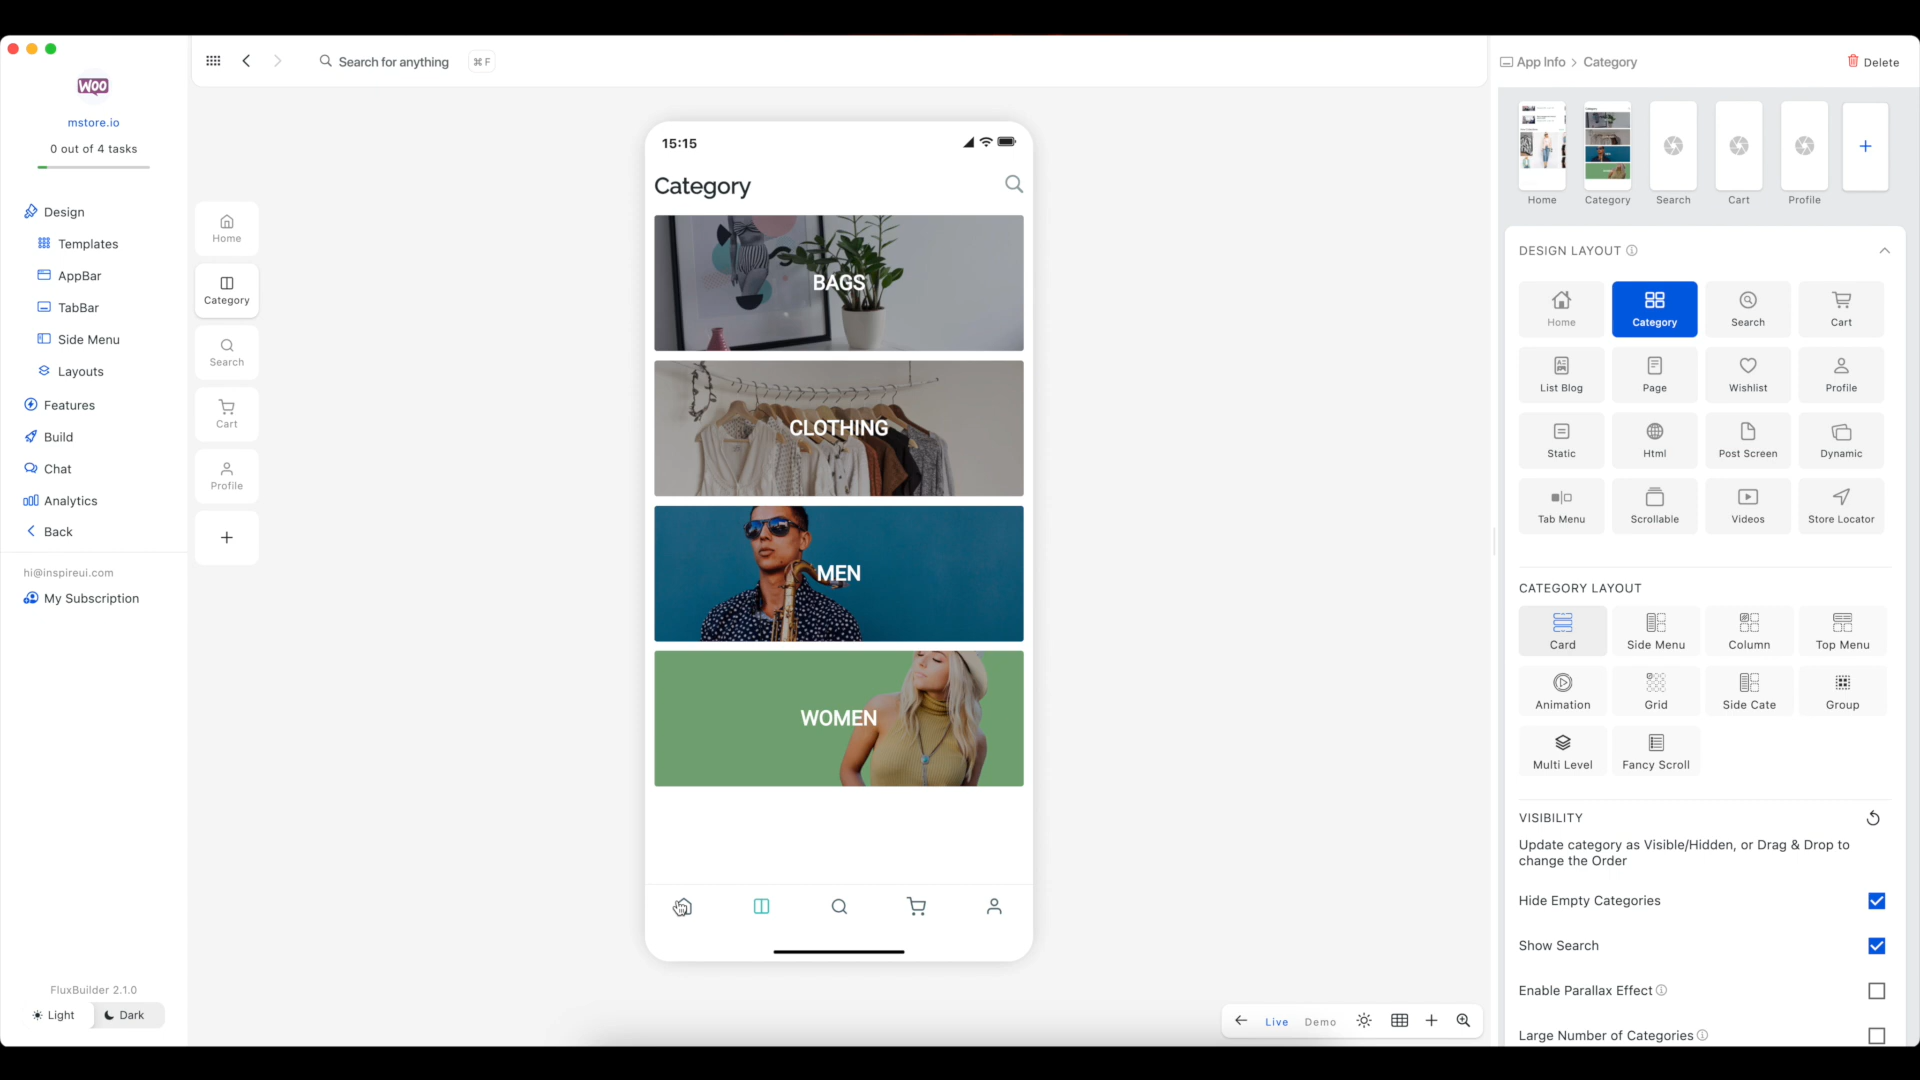 WOO
mstore.io
0 out of 4 tasks
Design
Templates
AppBar
TabBar
Side Menu
Layouts
Features
Build
Chat
Analytics
Back
hi@inspireui.com
My Subscription
FluxBuilder 2.1.0
Light
Dark
Search for anything
⌘ F
Home
Category
Search
Cart
Profile
+
15:15
Category
BAGS
CLOTHING
MEN
WOMEN
Live
Demo
App Info > Category
Delete
Home
Category
Search
Cart
Profile
DESIGN LAYOUT
Home
Category
Search
Cart
List Blog
Page
Wishlist
Profile
Static
Html
Post Screen
Dynamic
Tab Menu
Scrollable
Videos
Store Locator
CATEGORY LAYOUT
Card
Side Menu
Column
Top Menu
Animation
Grid
Side Cate
Group
Multi Level
Fancy Scroll
VISIBILITY
Update category as Visible/Hidden, or Drag & Drop to
change the Order
Hide Empty Categories
Show Search
Enable Parallax Effect
Large Number of Categories